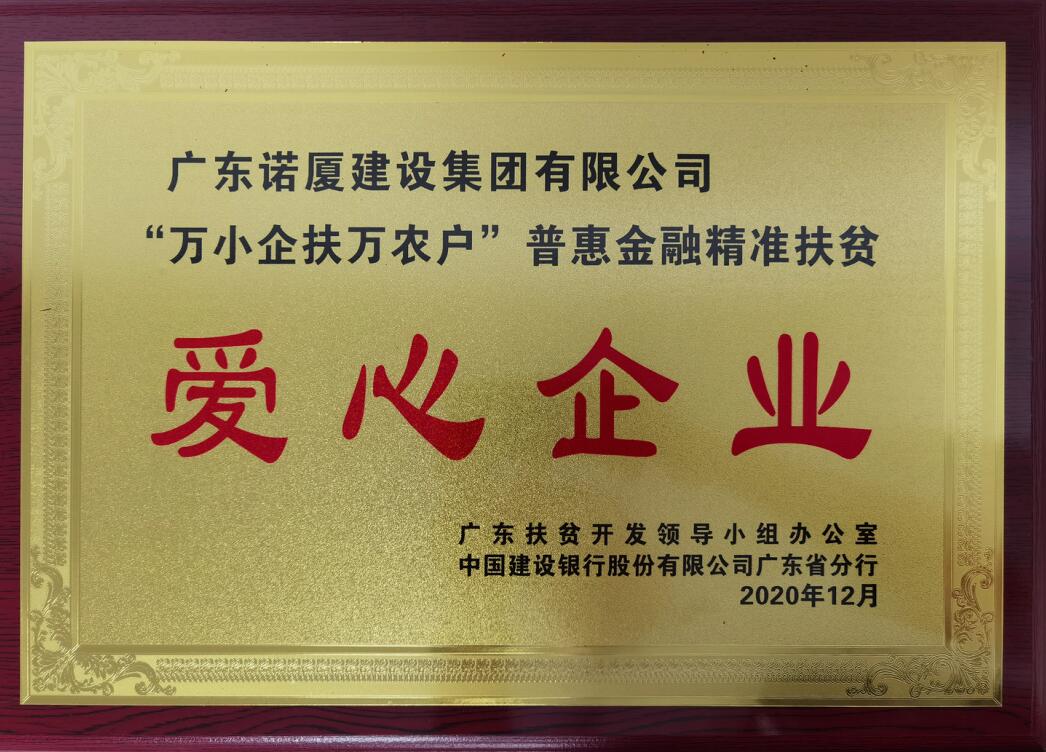 广东诺厦建设集团有限公司
“万小企扶万农户”普惠金融精准扶贫
爱心企业
广东扶贫开发领导小组办公室
中国建设银行股份有限公司广东省分行
2020年12月